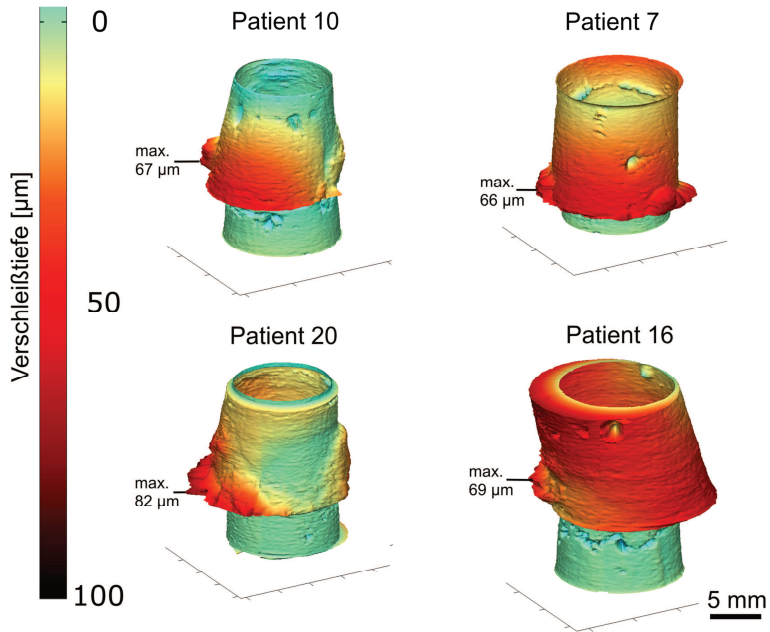 Verschleißtiefe [µm]
0
50
100
Patient 10
max.
67 µm
Patient 7
max.
66 µm
Patient 20
max.
82 µm
Patient 16
max.
69 µm
5 mm